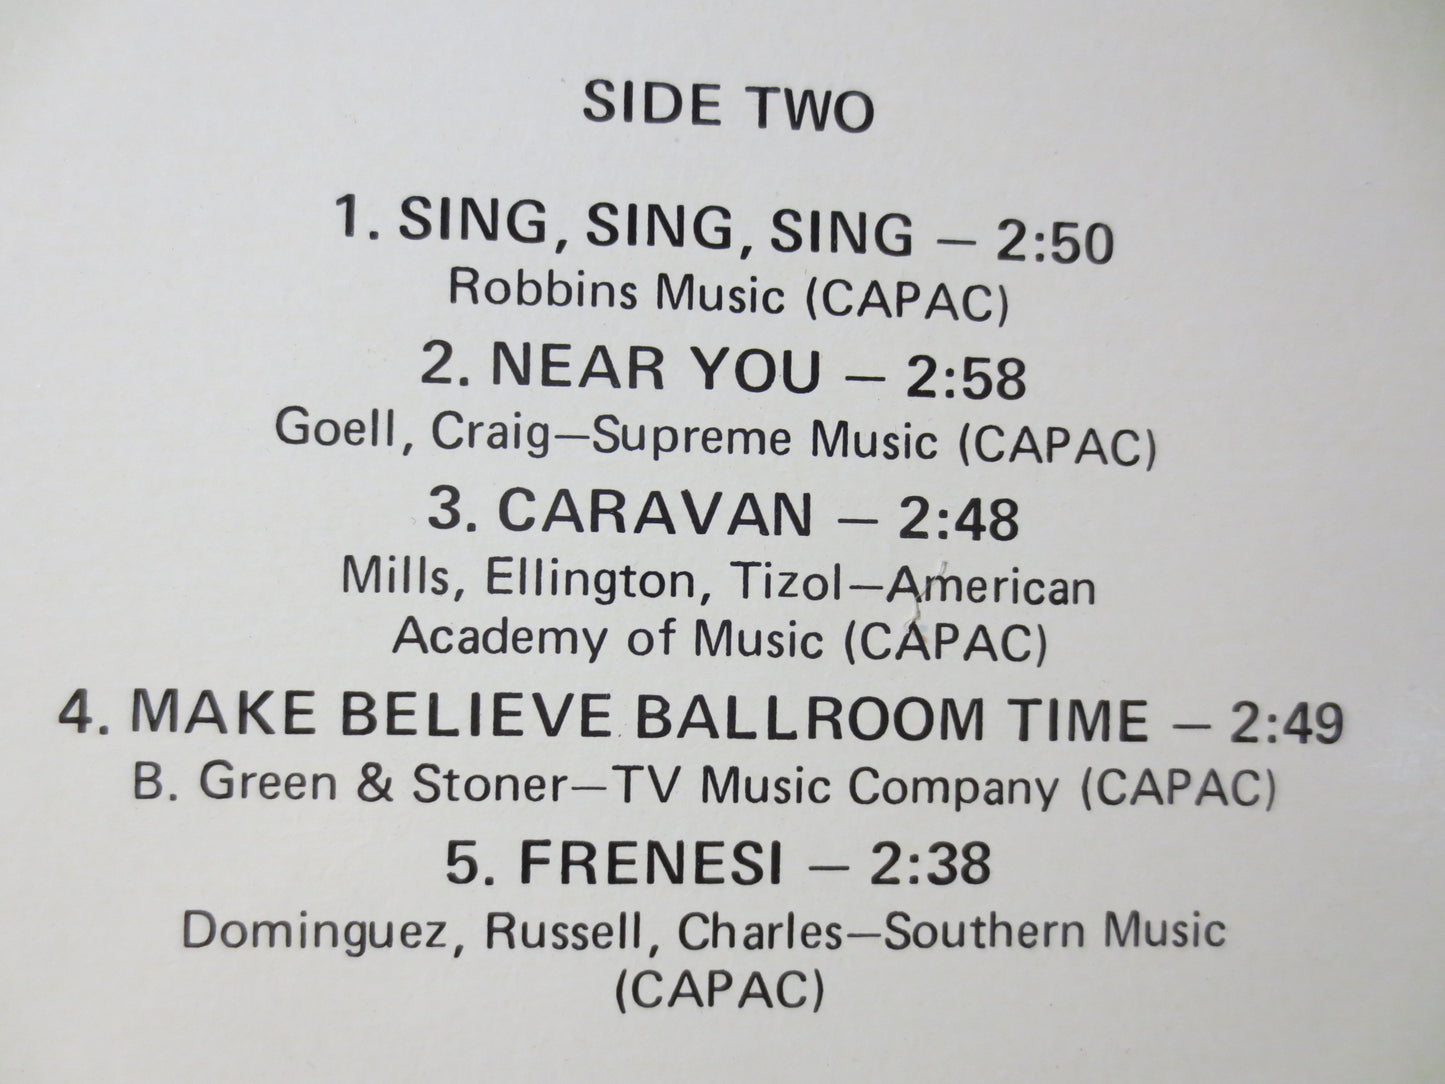 SIDE TWO
1. SING, SING, SING — 2:50
Robbins Music (CAPAC)
2. NEAR YOU — 2:58
Goell, Craig—Supreme Music (CAPAC)
3. CARAVAN — 2:48
Mills, Ellington, Tizol—American
Academy of Music (CAPAC)
4. MAKE BELIEVE BALLROOM TIME — 2:49
B. Green & Stoner—TV Music Company (CAPAC)
5. FRENESI — 2:38
Dominguez, Russell, Charles—Southern Music
(CAPAC)